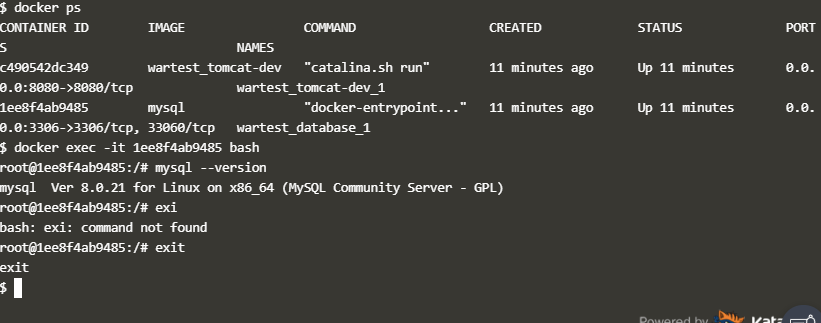 $ docker ps
CONTAINER ID        IMAGE               COMMAND                  CREATED             STATUS              PORT
S                               NAMES
c490542dc349        wartest_tomcat-dev   "catalina.sh run"        11 minutes ago      Up 11 minutes       0.0.
0.0:8080->8080/tcp              wartest_tomcat-dev_1
1ee8f4ab9485        mysql               "docker-entrypoint..."   11 minutes ago      Up 11 minutes       0.0.
0.0:3306->3306/tcp, 33060/tcp   wartest_database_1
$ docker exec -it 1ee8f4ab9485 bash
root@1ee8f4ab9485:/# mysql --version
mysql  Ver 8.0.21 for Linux on x86_64 (MySQL Community Server - GPL)
root@1ee8f4ab9485:/# exi
bash: exi: command not found
root@1ee8f4ab9485:/# exit
exit
$
Powered by